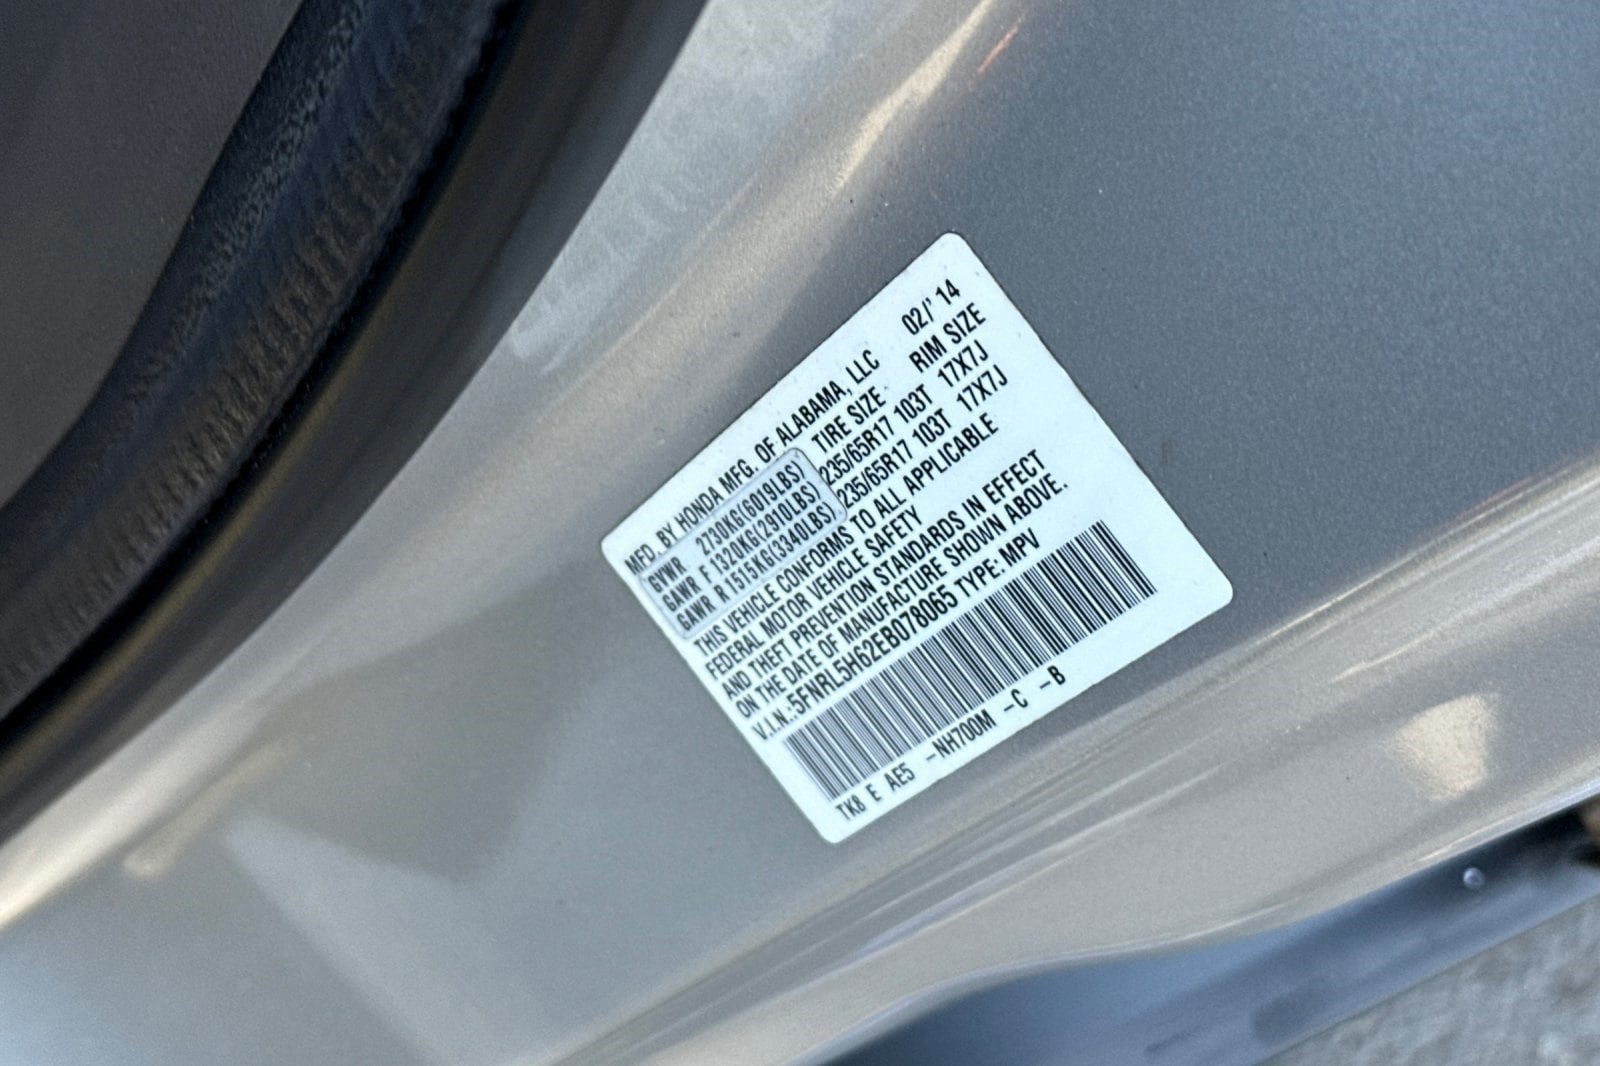 MFD. BY HONDA MFG. OF ALABAMA, LLC 02/' 14
TIRE SIZE RIM SIZE
GVWR 2730KG(6019LBS)
GAWR F 1320KG(2910LBS) 235/65R17 103T 17X7J
GAWR R 1515KG(3340LBS) 235/65R17 103T 17X7J
THIS VEHICLE CONFORMS TO ALL APPLICABLE
FEDERAL MOTOR VEHICLE SAFETY
AND THEFT PREVENTION STANDARDS IN EFFECT
ON THE DATE OF MANUFACTURE SHOWN ABOVE.
V.I.N.:5FNRL5H62EB078065 TYPE:MPV
TK8 E AE5 -NH700M -C -B